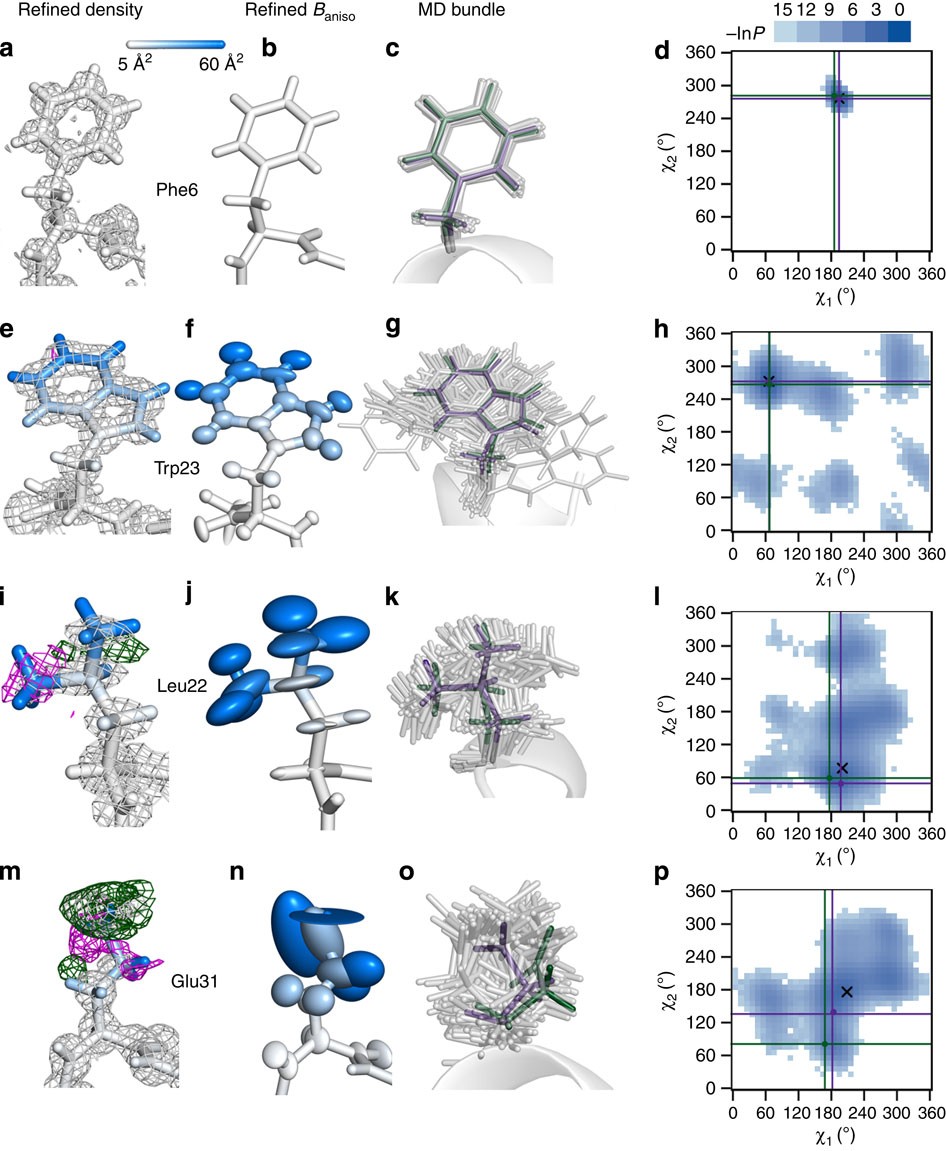 Refined density Refined Baniso MD bundle
15 12 9 6 3 0
–lnP
a b c d
5 Å² 60 Å²
Phe6
360
300
240
180
120
60
0
χ₂ (°)
0 60 120 180 240 300 360
χ₁ (°)
e f g h
Trp23
360
300
240
180
120
60
0
χ₂ (°)
0 60 120 180 240 300 360
χ₁ (°)
i j k l
Leu22
360
300
240
180
120
60
0
χ₂ (°)
0 60 120 180 240 300 360
χ₁ (°)
m n o p
Glu31
360
300
240
180
120
60
0
χ₂ (°)
0 60 120 180 240 300 360
χ₁ (°)